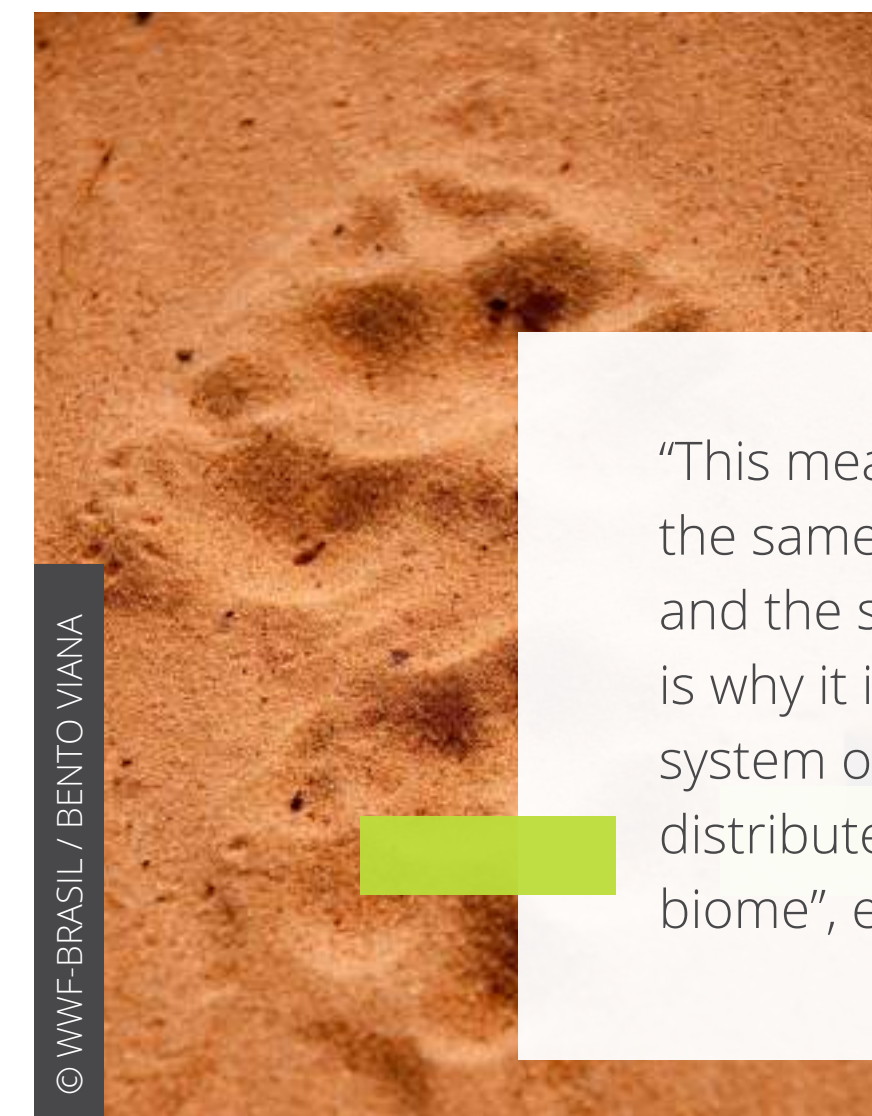 “This mea
the same
and the s
is why it i
system o
distribute
biome”, e
© WWF-BRASIL / BENTO VIANA